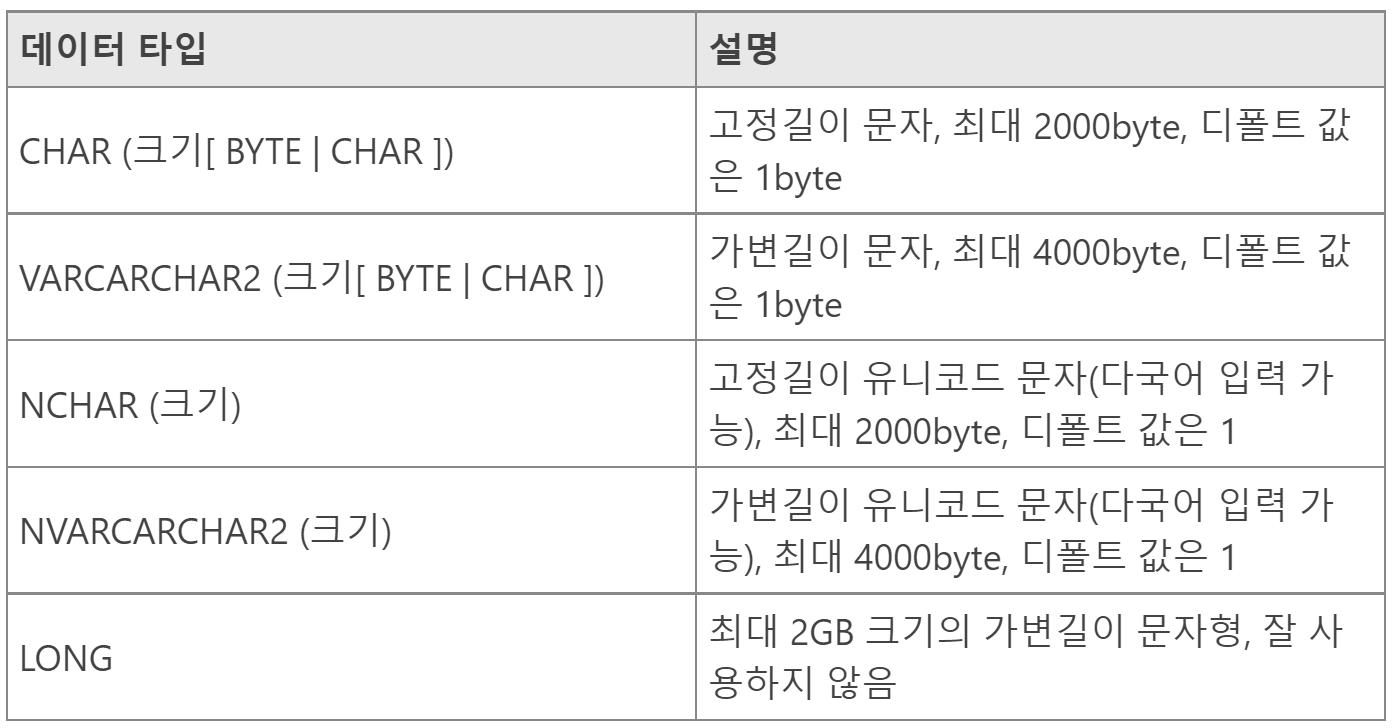 데이터 타입
설명
CHAR (크기[ BYTE | CHAR ])
고정길이 문자, 최대 2000byte, 디폴트 값
은 1byte
VARCARCHAR2 (크기[ BYTE | CHAR ])
가변길이 문자, 최대 4000byte, 디폴트 값
은 1byte
NCHAR (크기)
고정길이 유니코드 문자(다국어 입력 가
능), 최대 2000byte, 디폴트 값은 1
NVARCARCHAR2 (크기)
가변길이 유니코드 문자(다국어 입력 가
능), 최대 4000byte, 디폴트 값은 1
LONG
최대 2GB 크기의 가변길이 문자형, 잘 사
용하지 않음